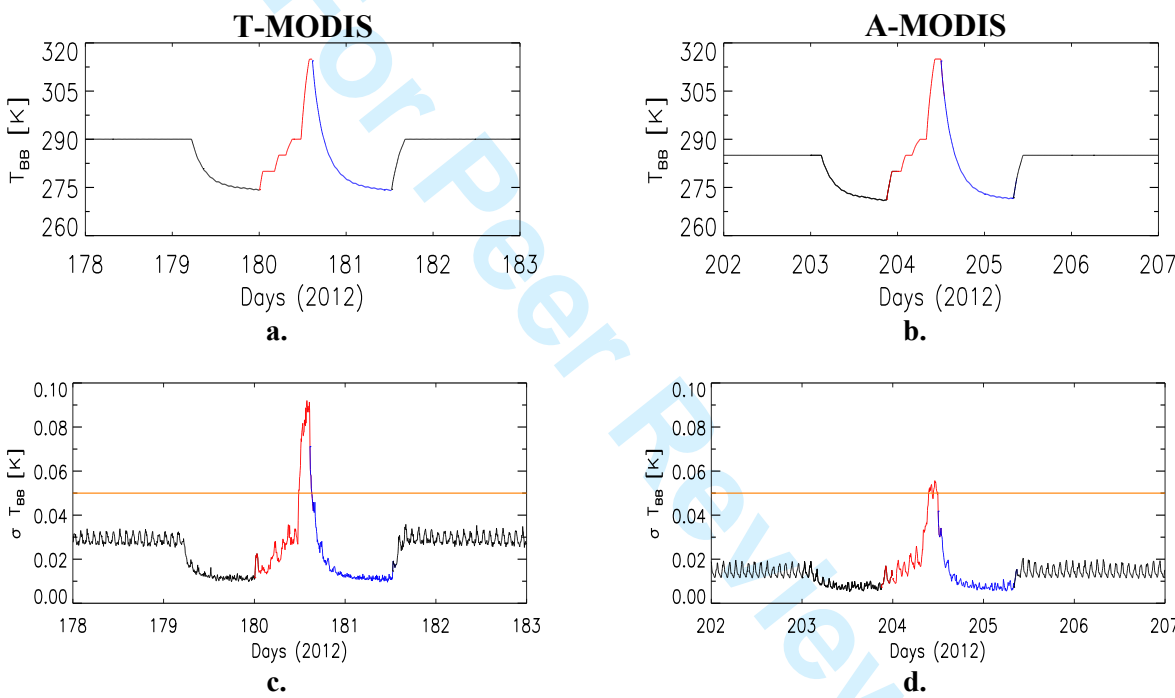 T-MODIS
A-MODIS
320
305
290
275
260
T_BB [K]
178 179 180 181 182 183
Days (2012)
a.
320
305
290
275
260
T_BB [K]
202 203 204 205 206 207
Days (2012)
b.
0.10
0.08
0.06
0.04
0.02
0.00
σ T_BB [K]
178 179 180 181 182 183
Days (2012)
c.
0.10
0.08
0.06
0.04
0.02
0.00
σ T_BB [K]
202 203 204 205 206 207
Days (2012)
d.
For Peer Review